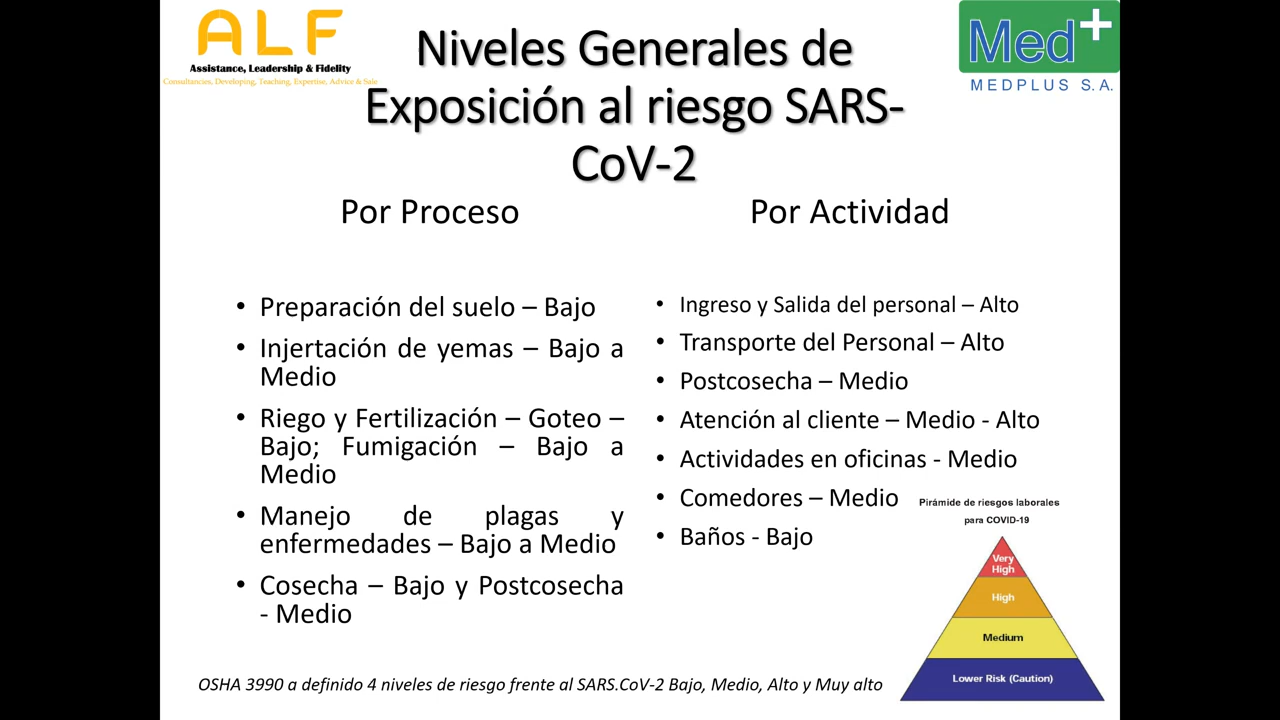 ALF
Assistance, Leadership & Fidelity
Consultancies, Developing, Teaching, Expertise, Advice & Sale
Med+
MEDPLUS S.A.
Niveles Generales de
Exposición al riesgo SARS-
CoV-2
Por Proceso
• Preparación del suelo – Bajo
• Injertación de yemas – Bajo a
Medio
• Riego y Fertilización – Goteo –
Bajo; Fumigación – Bajo a
Medio
• Manejo de plagas y
enfermedades – Bajo a Medio
• Cosecha – Bajo y Postcosecha
- Medio
Por Actividad
• Ingreso y Salida del personal – Alto
• Transporte del Personal – Alto
• Postcosecha – Medio
• Atención al cliente – Medio - Alto
• Actividades en oficinas - Medio
• Comedores – Medio
• Baños - Bajo
Pirámide de riesgos laborales
para COVID-19
Very
High
High
Medium
Lower Risk (Caution)
OSHA 3990 a definido 4 niveles de riesgo frente al SARS.CoV-2 Bajo, Medio, Alto y Muy alto